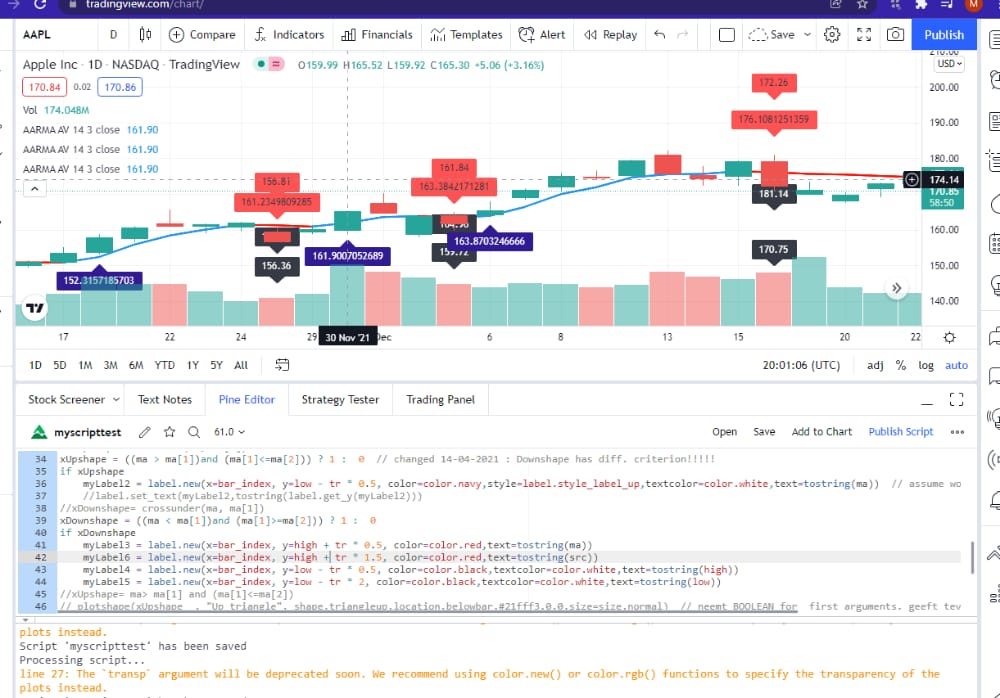 tradingview.com/chart/
M
AAPL D Compare Indicators Financials Templates Alert Replay Save Publish
Apple Inc · 1D · NASDAQ · TradingView O159.99 H165.52 L159.92 C165.30 +5.06 (+3.16%)
USD
170.84 0.02 170.86
Vol 174.048M
AARMA AV 14 3 close 161.90
AARMA AV 14 3 close 161.90
AARMA AV 14 3 close 161.90
210.00
200.00
190.00
180.00
174.14
170.85
58:50
160.00
150.00
140.00
172.26
176.1081251359
181.14
170.75
156.81
161.2349809285
156.36
161.84
163.3842171281
159.72
152.3157185703
161.9007052689
163.8703246666
17 22 24 29 30 Nov '21 Dec 6 8 13 15 20 22
1D 5D 1M 3M 6M YTD 1Y 5Y All 20:01:06 (UTC) adj % log auto
Stock Screener Text Notes Pine Editor Strategy Tester Trading Panel
myscripttest 61.0 Open Save Add to Chart Publish Script
34 xUpshape = ((ma > ma[1])and (ma[1]<=ma[2])) ? 1 : 0 // changed 14-04-2021 : Downshape has diff. criterion!!!!!
35 if xUpshape
36 myLabel2 = label.new(x=bar_index, y=low - tr * 0.5, color=color.navy,style=label.style_label_up,textcolor=color.white,text=tostring(ma)) // assume wo
37 //label.set_text(myLabel2,tostring(label.get_y(myLabel2)))
38 //xDownshape= crossunder(ma, ma[1])
39 xDownshape = ((ma < ma[1])and (ma[1]>=ma[2])) ? 1 : 0
40 if xDownshape
41 myLabel3 = label.new(x=bar_index, y=high + tr * 0.5, color=color.red,text=tostring(ma))
42 myLabel6 = label.new(x=bar_index, y=high + tr * 1.5, color=color.red,text=tostring(src))
43 myLabel4 = label.new(x=bar_index, y=low - tr * 0.5, color=color.black,textcolor=color.white,text=tostring(high))
44 myLabel5 = label.new(x=bar_index, y=low - tr * 2, color=color.black,textcolor=color.white,text=tostring(low))
45 //xUpshape= ma> ma[1] and (ma[1]<=ma[2])
46 // plotshape(xUpshape , "Up triangle", shape.triangleup,location.belowbar,#21fff3,0,0,size=size.normal) // neemt BOOLEAN for first arguments. geeft tev
plots instead.
Script 'myscripttest' has been saved
Processing script...
line 27: The `transp` argument will be deprecated soon. We recommend using color.new() or color.rgb() functions to specify the transparency of the
plots instead.